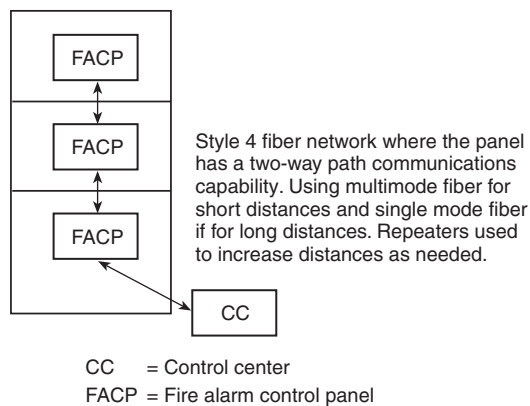 FACP
FACP
Style 4 fiber network where the panel
has a two-way path communications
capability. Using multimode fiber for
short distances and single mode fiber
if for long distances. Repeaters used
to increase distances as needed.
FACP
CC
CC = Control center
FACP = Fire alarm control panel